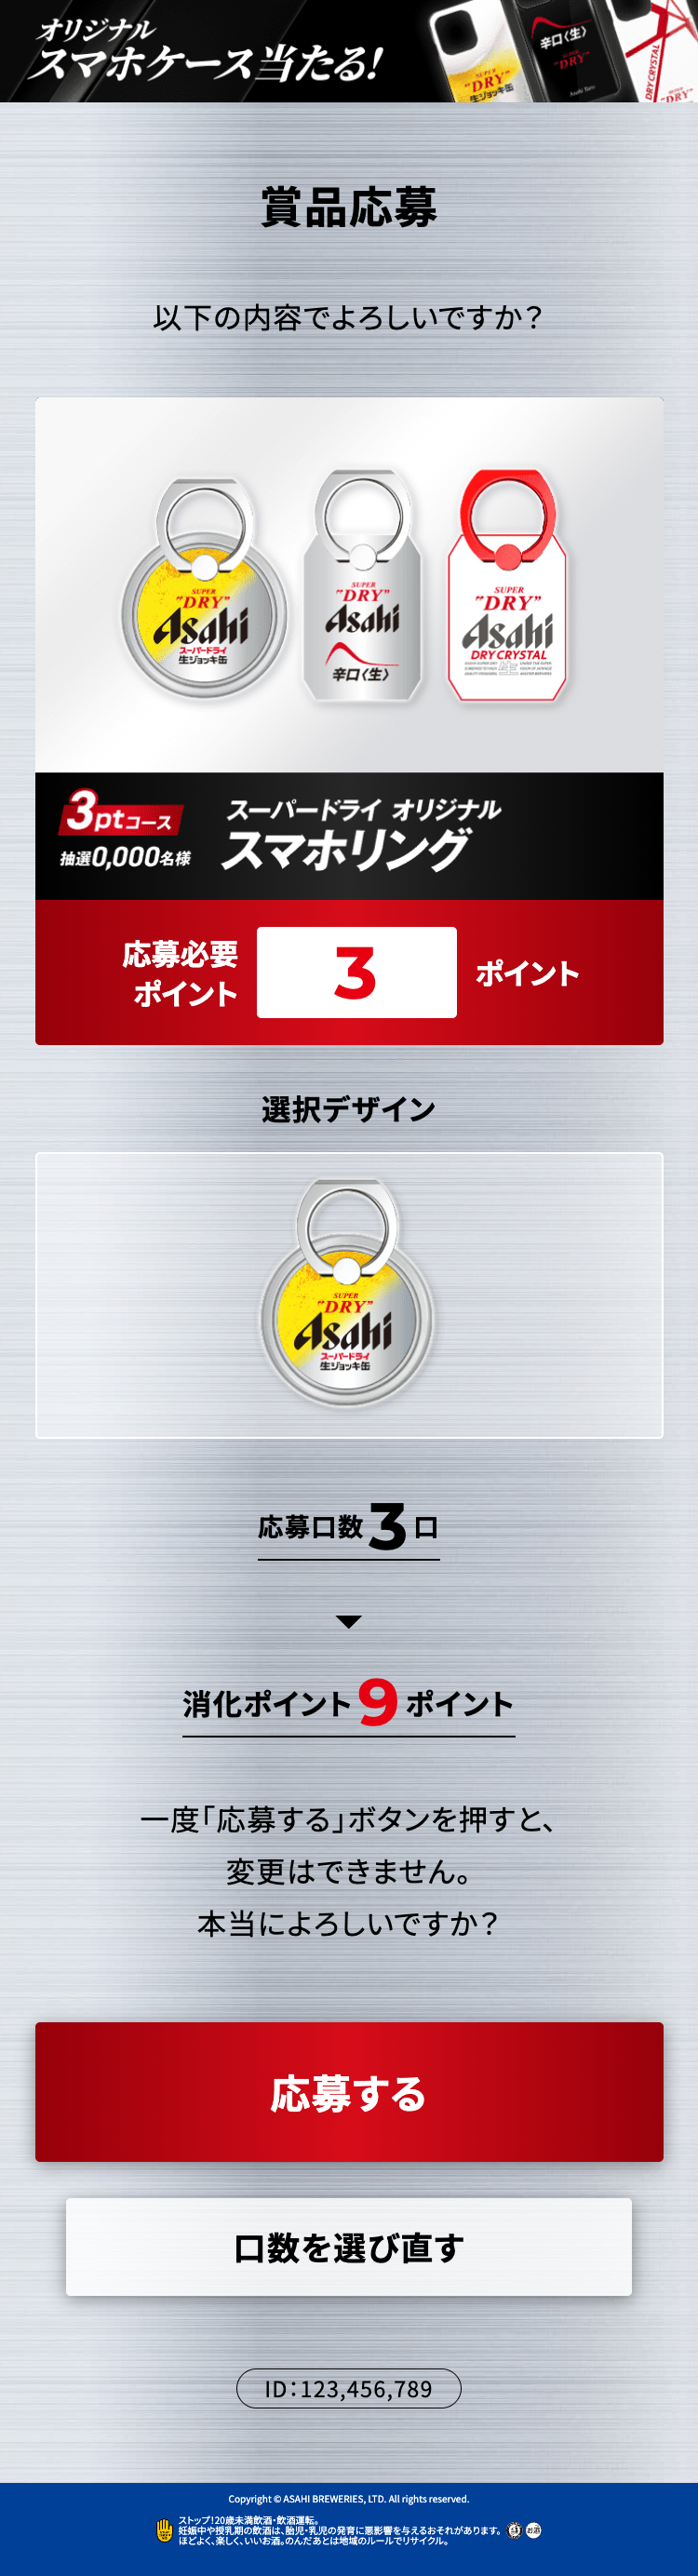 オリジナル
スマホケース当たる!
SUPER
"DRY"
生ジョッキ缶
辛口〈生〉
"DRY"
Asahi Taro
DRY CRYSTAL
"DRY"
賞品応募
以下の内容でよろしいですか？
SUPER
"DRY"
Asahi
スーパードライ
生ジョッキ缶
SUPER
"DRY"
Asahi
辛口〈生〉
SUPER
"DRY"
Asahi
DRY CRYSTAL
生
3ptコース
抽選0,000名様
スーパードライ オリジナル
スマホリング
応募必要
ポイント
3
ポイント
選択デザイン
SUPER
"DRY"
Asahi
スーパードライ
生ジョッキ缶
応募口数3口
消化ポイント9ポイント
一度「応募する」ボタンを押すと、
変更はできません。
本当によろしいですか？
応募する
口数を選び直す
ID：123,456,789
Copyright © ASAHI BREWERIES, LTD. All rights reserved.
ストップ！20歳未満飲酒・飲酒運転。
妊娠中や授乳期の飲酒は、胎児・乳児の発育に悪影響を与えるおそれがあります。
ほどよく、楽しく、いいお酒。のんだあとは地域のルールでリサイクル。
お酒